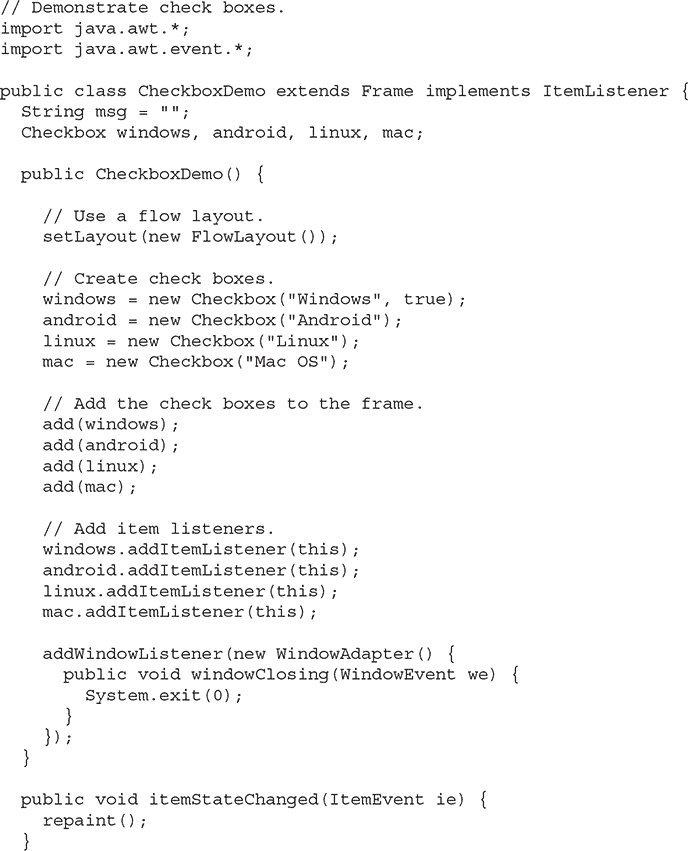 // Demonstrate check boxes.
import java.awt.*;
import java.awt.event.*;

public class CheckboxDemo extends Frame implements ItemListener {
  String msg = "";
  Checkbox windows, android, linux, mac;

  public CheckboxDemo() {

    // Use a flow layout.
    setLayout(new FlowLayout());

    // Create check boxes.
    windows = new Checkbox("Windows", true);
    android = new Checkbox("Android");
    linux = new Checkbox("Linux");
    mac = new Checkbox("Mac OS");

    // Add the check boxes to the frame.
    add(windows);
    add(android);
    add(linux);
    add(mac);

    // Add item listeners.
    windows.addItemListener(this);
    android.addItemListener(this);
    linux.addItemListener(this);
    mac.addItemListener(this);

    addWindowListener(new WindowAdapter() {
      public void windowClosing(WindowEvent we) {
        System.exit(0);
      }
    });
  }

  public void itemStateChanged(ItemEvent ie) {
    repaint();
  }